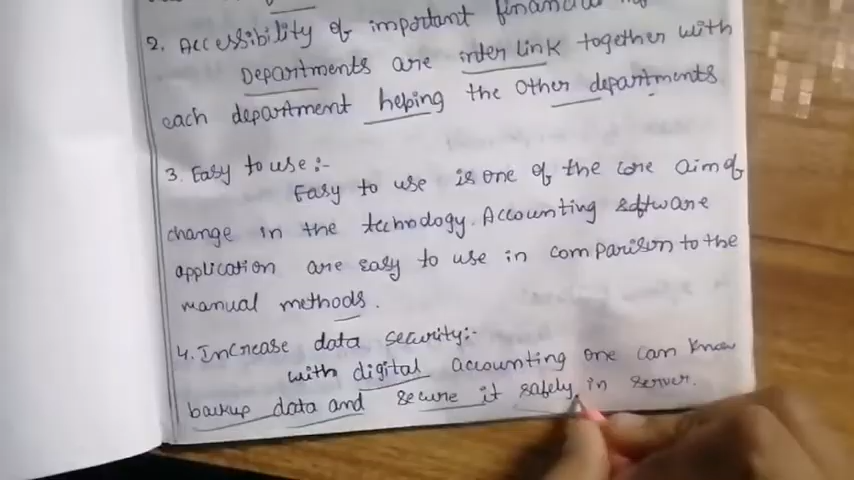 2. Accessibility of important financial
Departments are inter link together with
each department helping the other departments
3. Easy to use :-
Easy to use is one of the core aim of
change in the technology. Accounting software
application are easy to use in comparison to the
manual methods.
4. Increase data security:-
with digital accounting one can know
backup data and secure it safely in server.